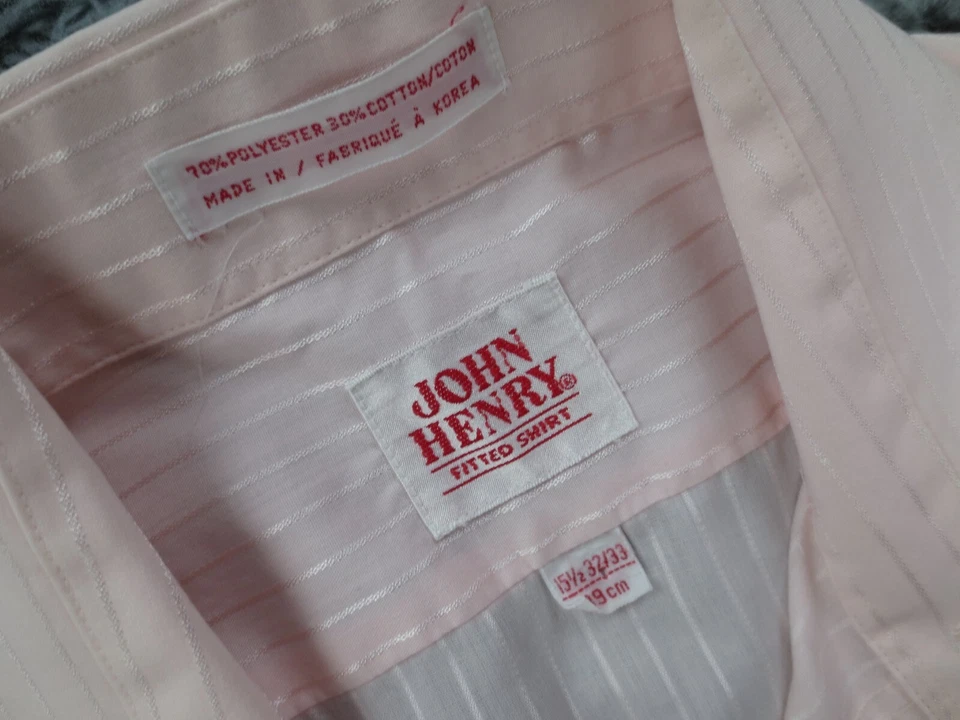 70%POLYESTER 30%COTTON/COTON
MADE IN / FABRIQUÉ À KOREA
JOHN
HENRY®
FITTED SHIRT
15½ 32/33
39cm